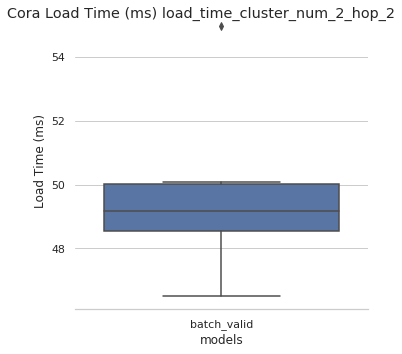 Cora Load Time (ms) load_time_cluster_num_2_hop_2
54
52
50
48
Load Time (ms)
batch_valid
models